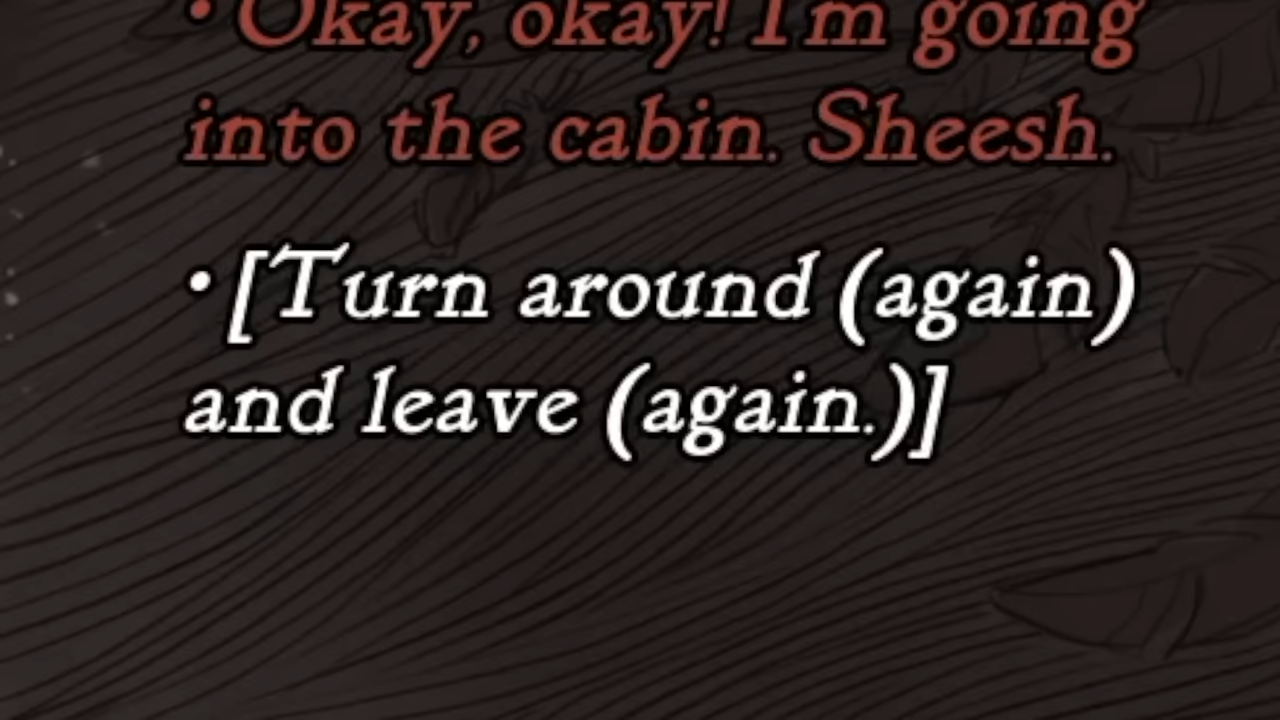 • Okay, okay! I'm going
into the cabin. Sheesh.
• [Turn around (again)
and leave (again.)]